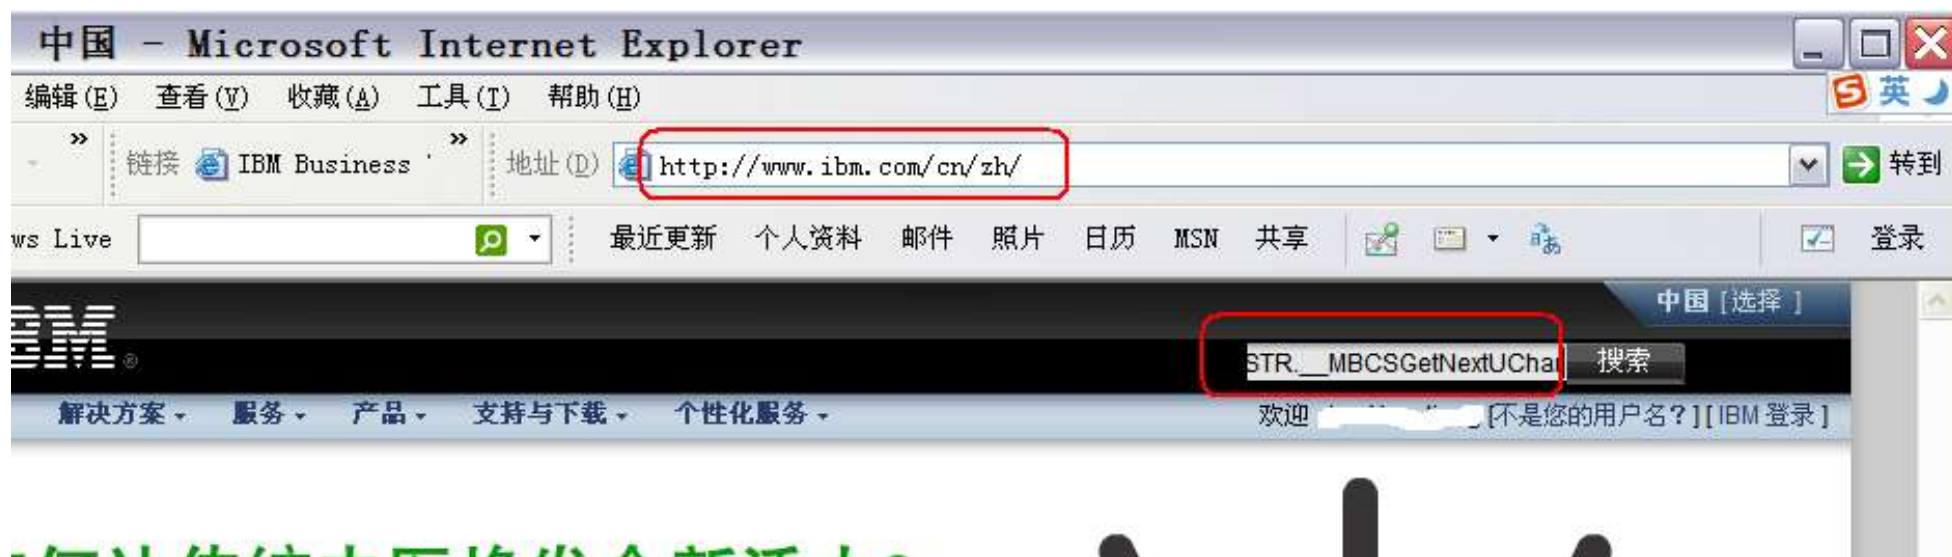 中国 - Microsoft Internet Explorer
编辑(E) 查看(V) 收藏(A) 工具(T) 帮助(H)
英
» 链接 IBM Business » 地址(D) http://www.ibm.com/cn/zh/ 转到
ws Live 最近更新 个人资料 邮件 照片 日历 MSN 共享 登录
中国 [选择 ]
IBM®
STR.__MBCSGetNextUChar 搜索
解决方案 服务 产品 支持与下载 个性化服务 欢迎 [不是您的用户名?] [IBM 登录]